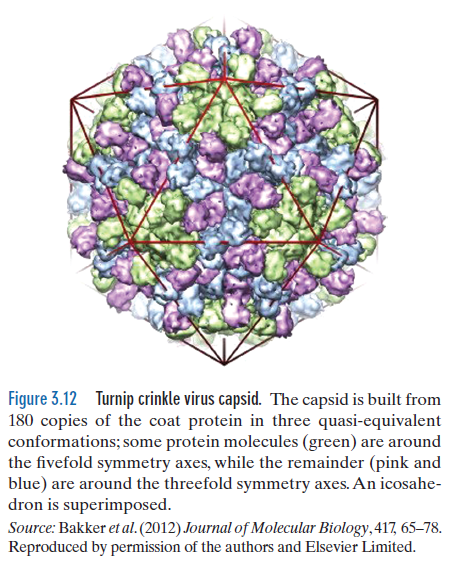 Figure 3.12 Turnip crinkle virus capsid. The capsid is built from
180 copies of the coat protein in three quasi-equivalent
conformations; some protein molecules (green) are around
the fivefold symmetry axes, while the remainder (pink and
blue) are around the threefold symmetry axes. An icosahe-
dron is superimposed.
Source: Bakker et al. (2012) Journal of Molecular Biology, 417, 65–78.
Reproduced by permission of the authors and Elsevier Limited.